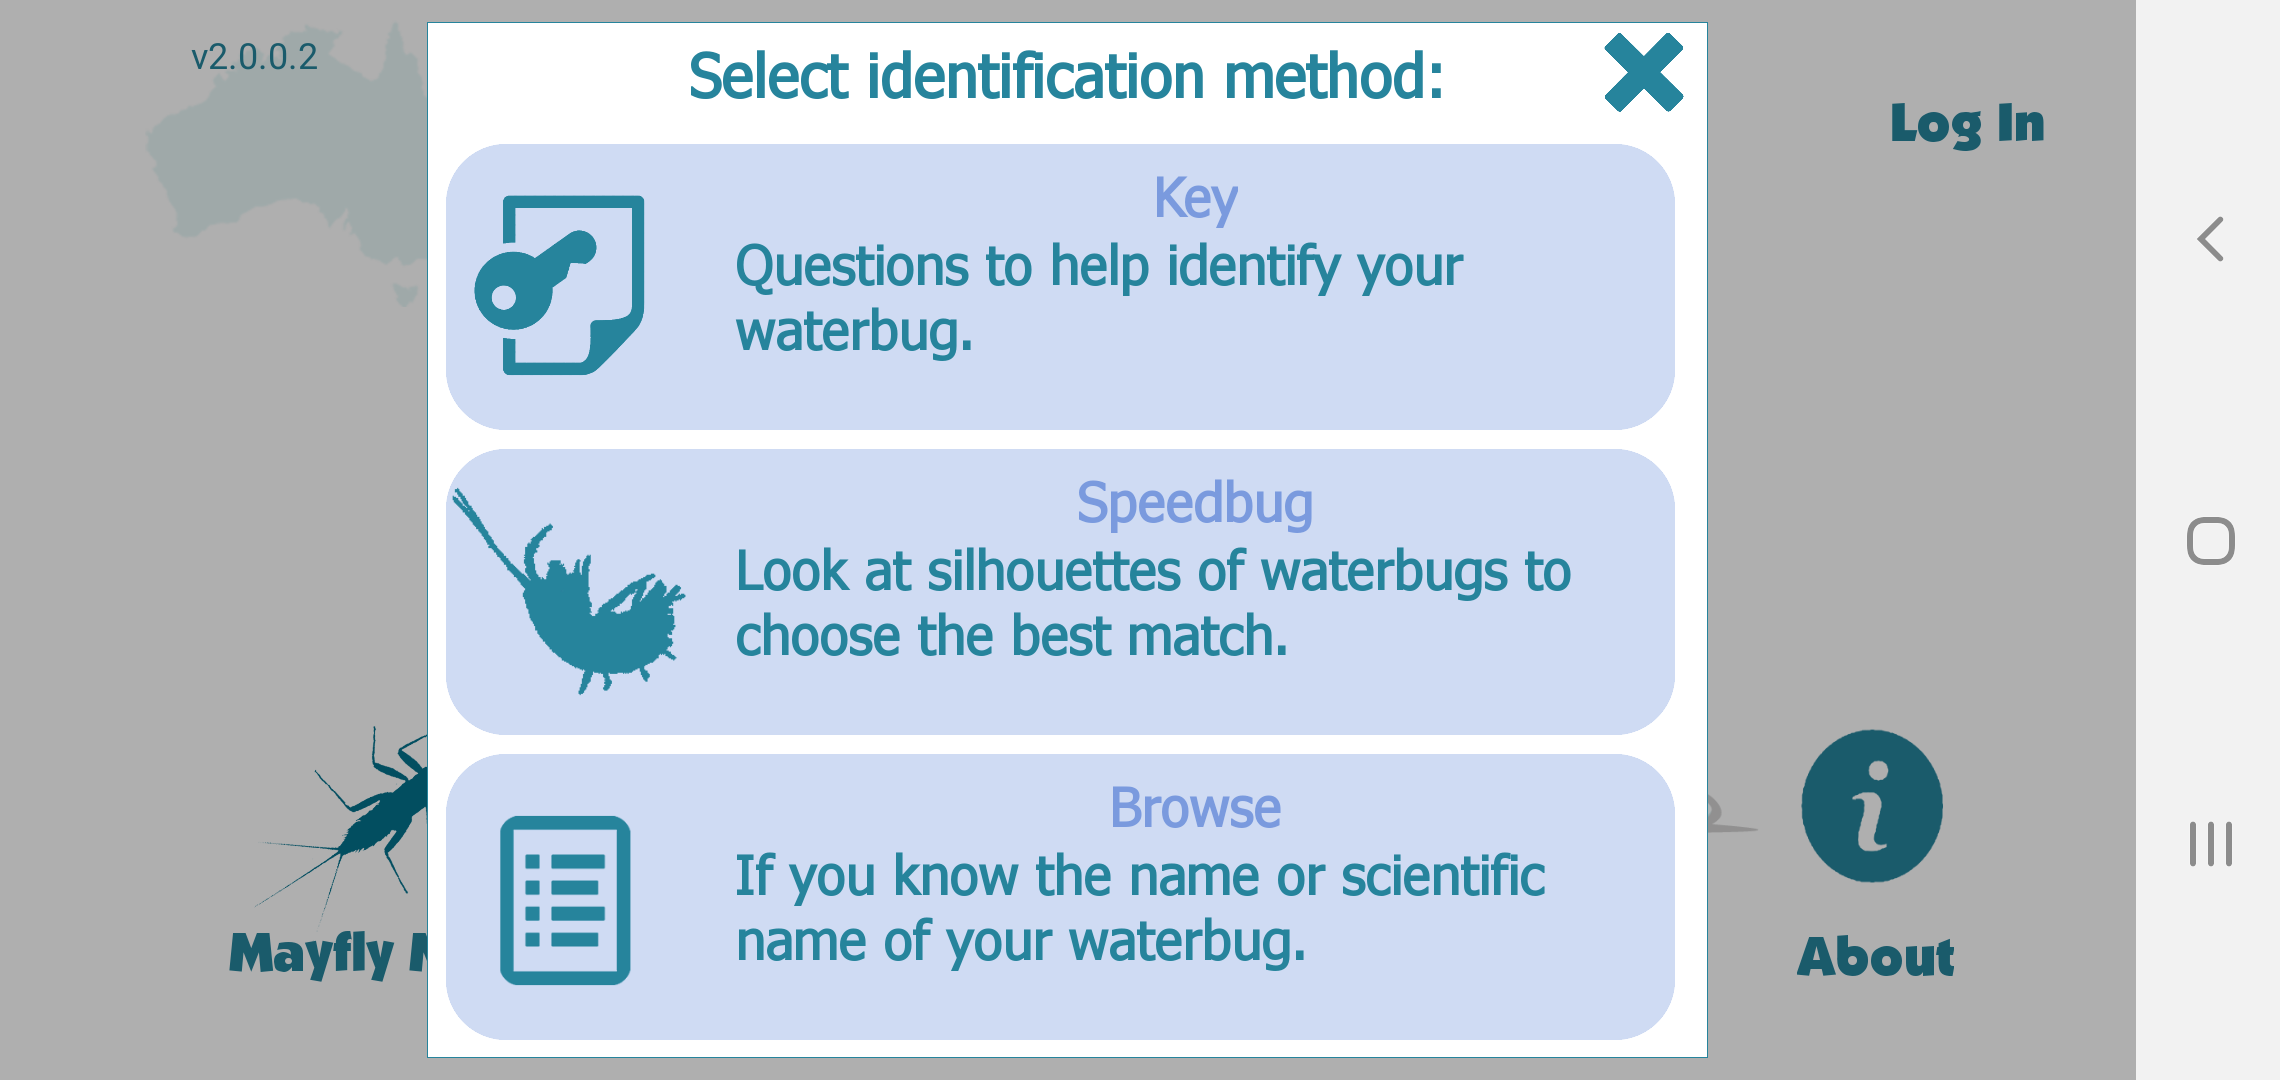 v2.0.0.2
Select identification method:
Log In
Key
Questions to help identify your
waterbug.
Speedbug
Look at silhouettes of waterbugs to
choose the best match.
Browse
If you know the name or scientific
name of your waterbug.
Mayfly
About